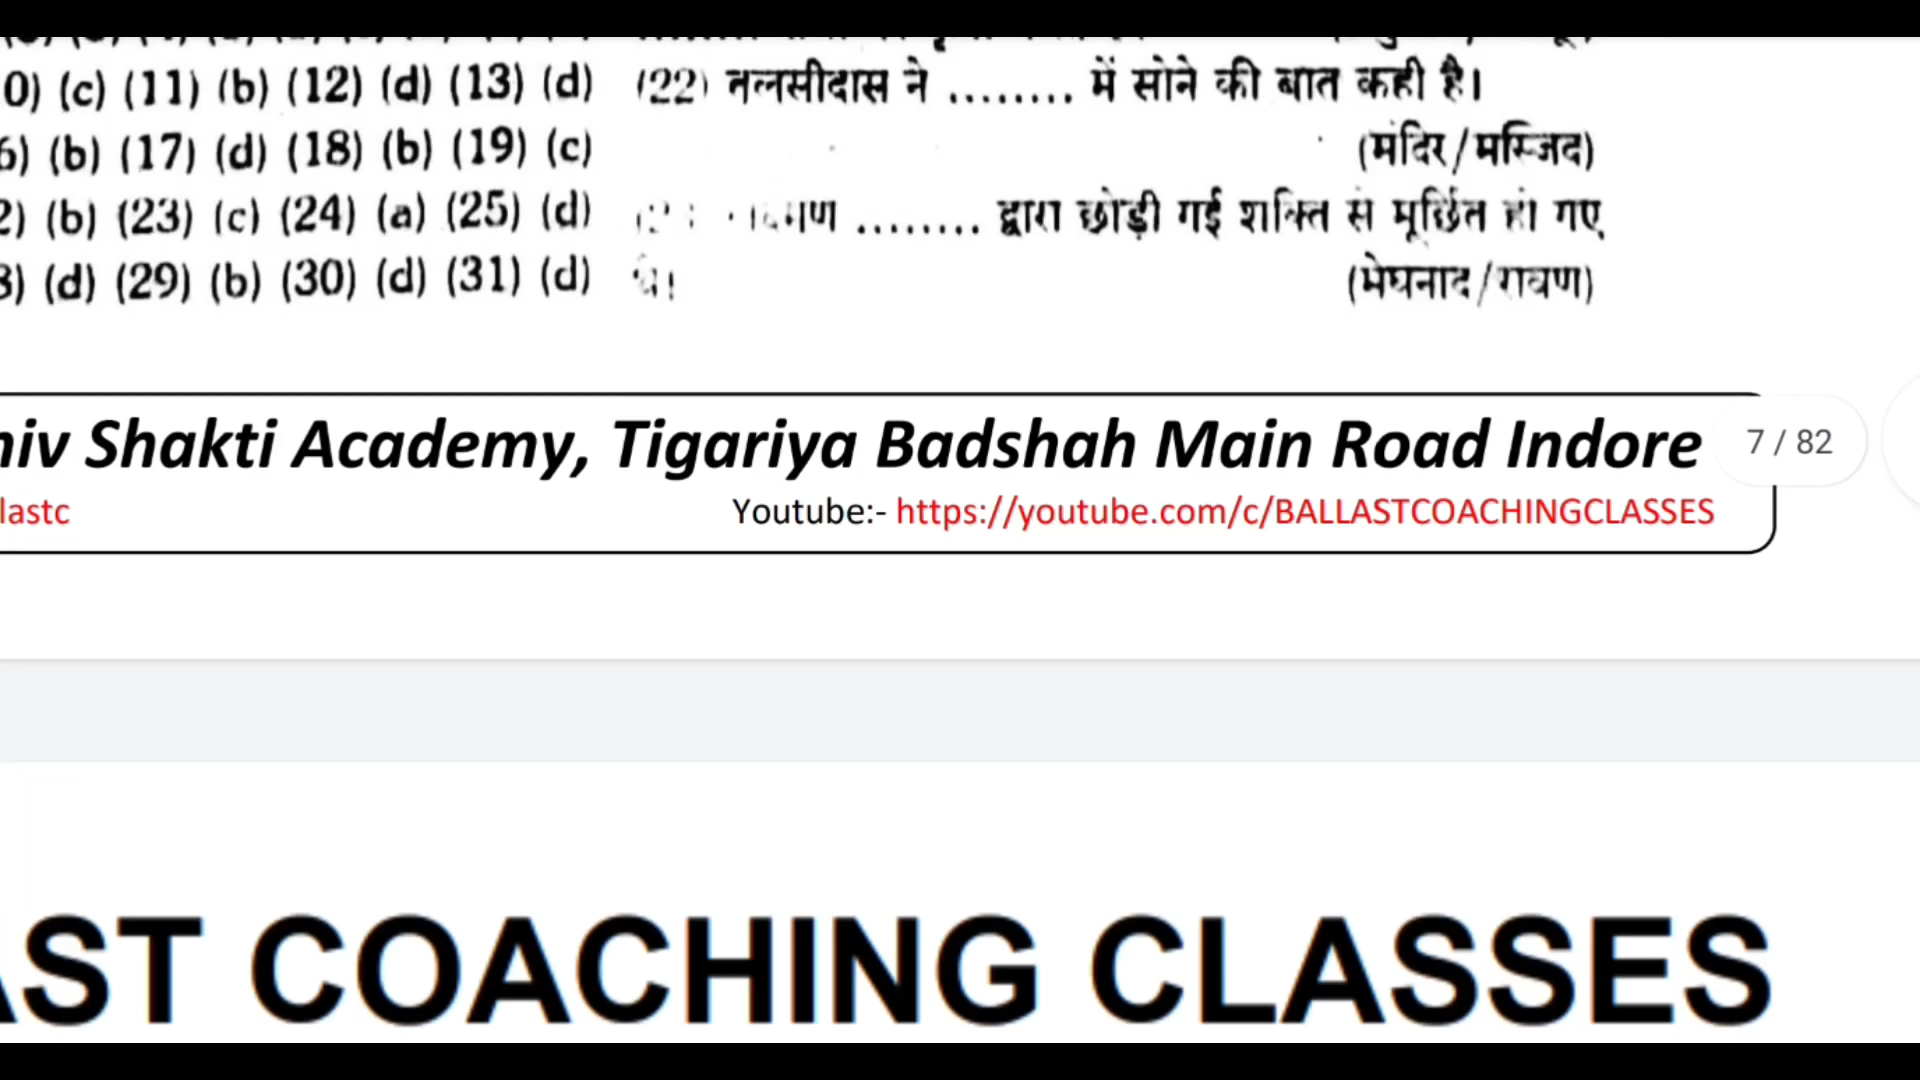 0) (c) (11) (b) (12) (d) (13) (d)
6) (b) (17) (d) (18) (b) (19) (c)
2) (b) (23) (c) (24) (a) (25) (d)
3) (d) (29) (b) (30) (d) (31) (d)
(22) तुलसीदास ने ........ में सोने की बात कही है।
(मंदिर/मस्जिद)
........ द्वारा छोड़ी गई शक्ति से मूर्छित हो गए
थे।
(मेघनाद/रावण)
hiv Shakti Academy, Tigariya Badshah Main Road Indore
7 / 82
lastc
Youtube:- https://youtube.com/c/BALLASTCOACHINGCLASSES
AST COACHING CLASSES